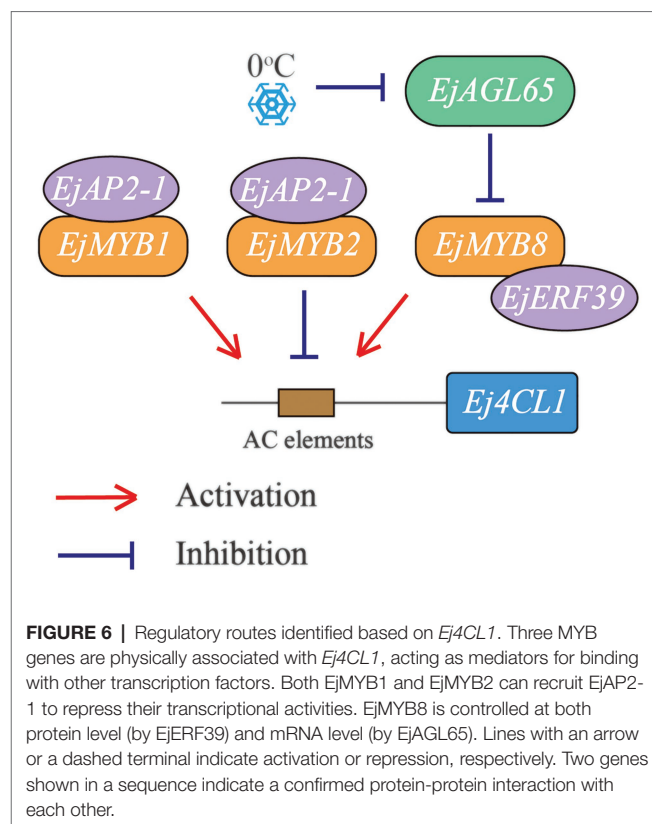 0°C
EjAGL65
EjAP2-1
EjAP2-1
EjMYB1
EjMYB2
EjMYB8
EjERF39
Ej4CL1
AC elements
Activation
Inhibition
FIGURE 6 | Regulatory routes identified based on Ej4CL1. Three MYB
genes are physically associated with Ej4CL1, acting as mediators for binding
with other transcription factors. Both EjMYB1 and EjMYB2 can recruit EjAP2-
1 to repress their transcriptional activities. EjMYB8 is controlled at both
protein level (by EjERF39) and mRNA level (by EjAGL65). Lines with an arrow
or a dashed terminal indicate activation or repression, respectively. Two genes
shown in a sequence indicate a confirmed protein-protein interaction with
each other.